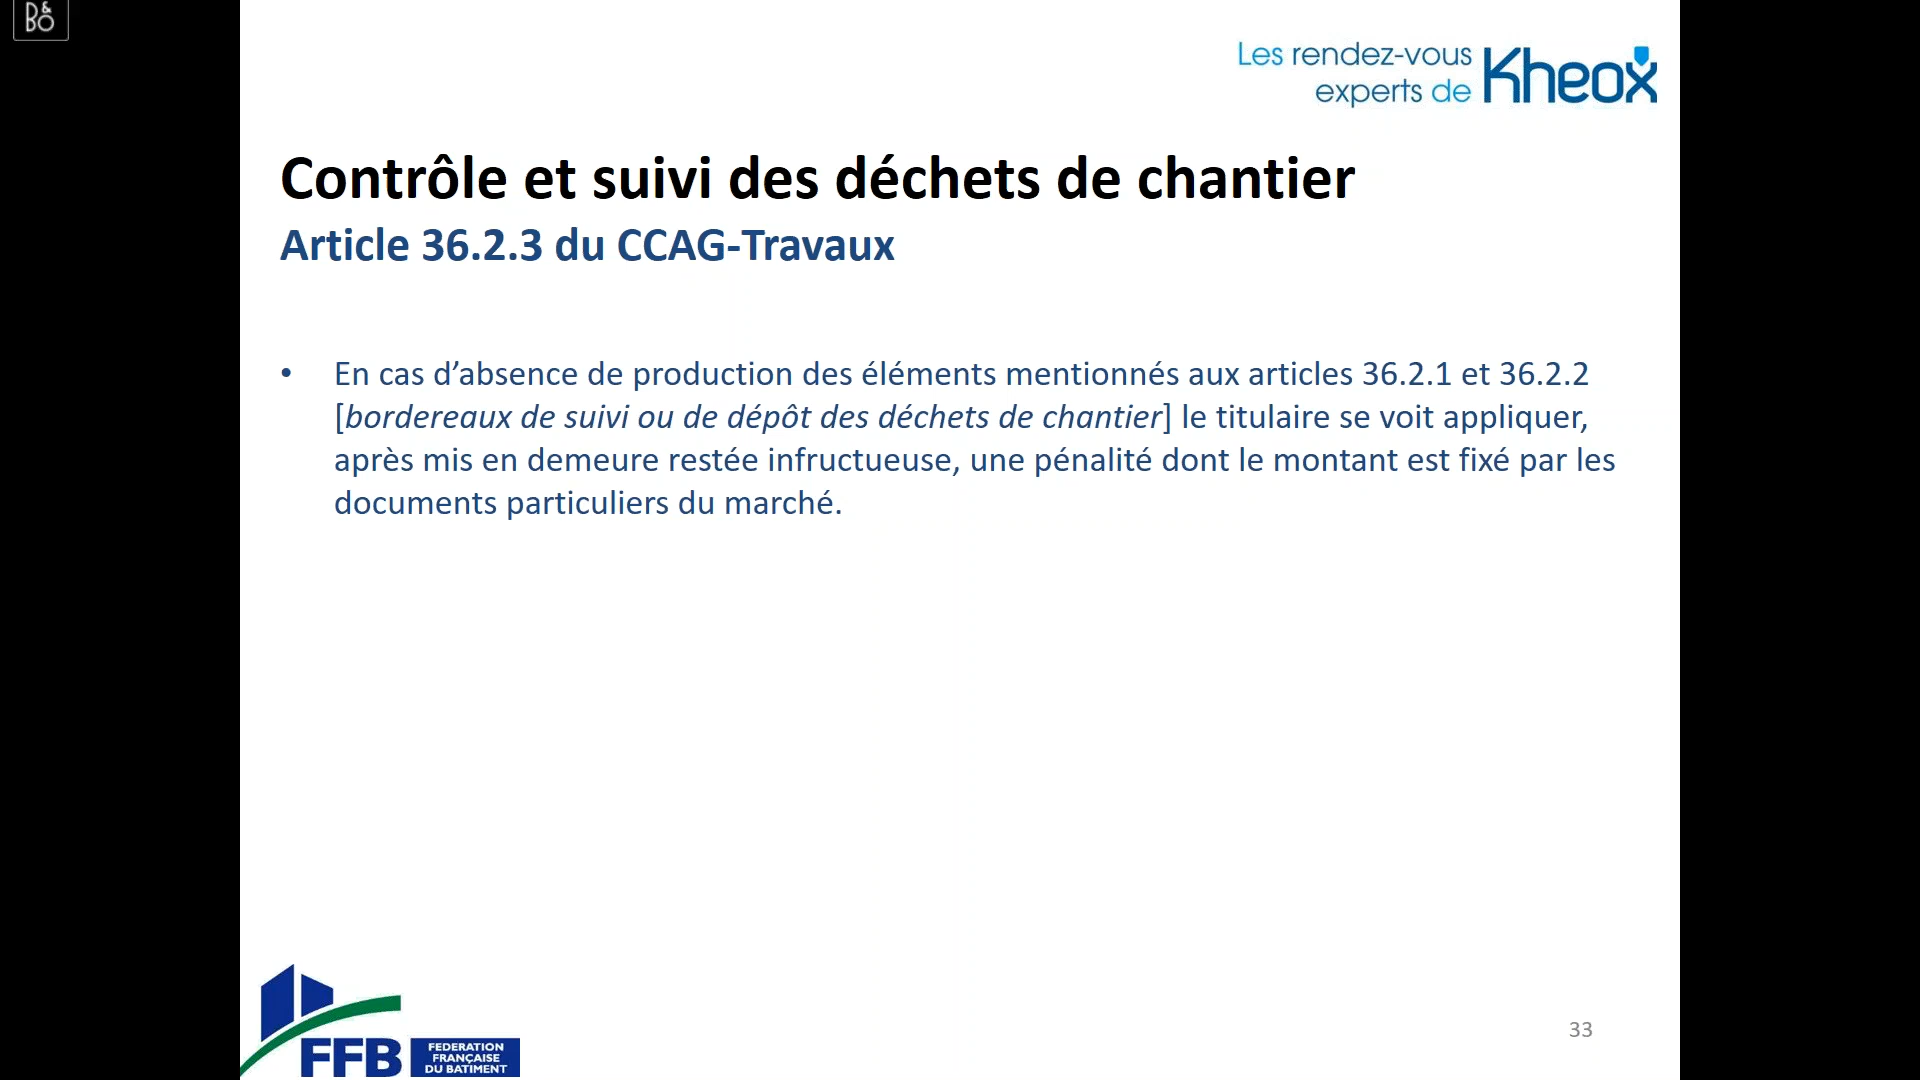 B&O
Les rendez-vous
experts de Kheox
Contrôle et suivi des déchets de chantier
Article 36.2.3 du CCAG-Travaux
• En cas d’absence de production des éléments mentionnés aux articles 36.2.1 et 36.2.2
[bordereaux de suivi ou de dépôt des déchets de chantier] le titulaire se voit appliquer,
après mis en demeure restée infructueuse, une pénalité dont le montant est fixé par les
documents particuliers du marché.
FFB
FEDERATION
FRANÇAISE
DU BATIMENT
33